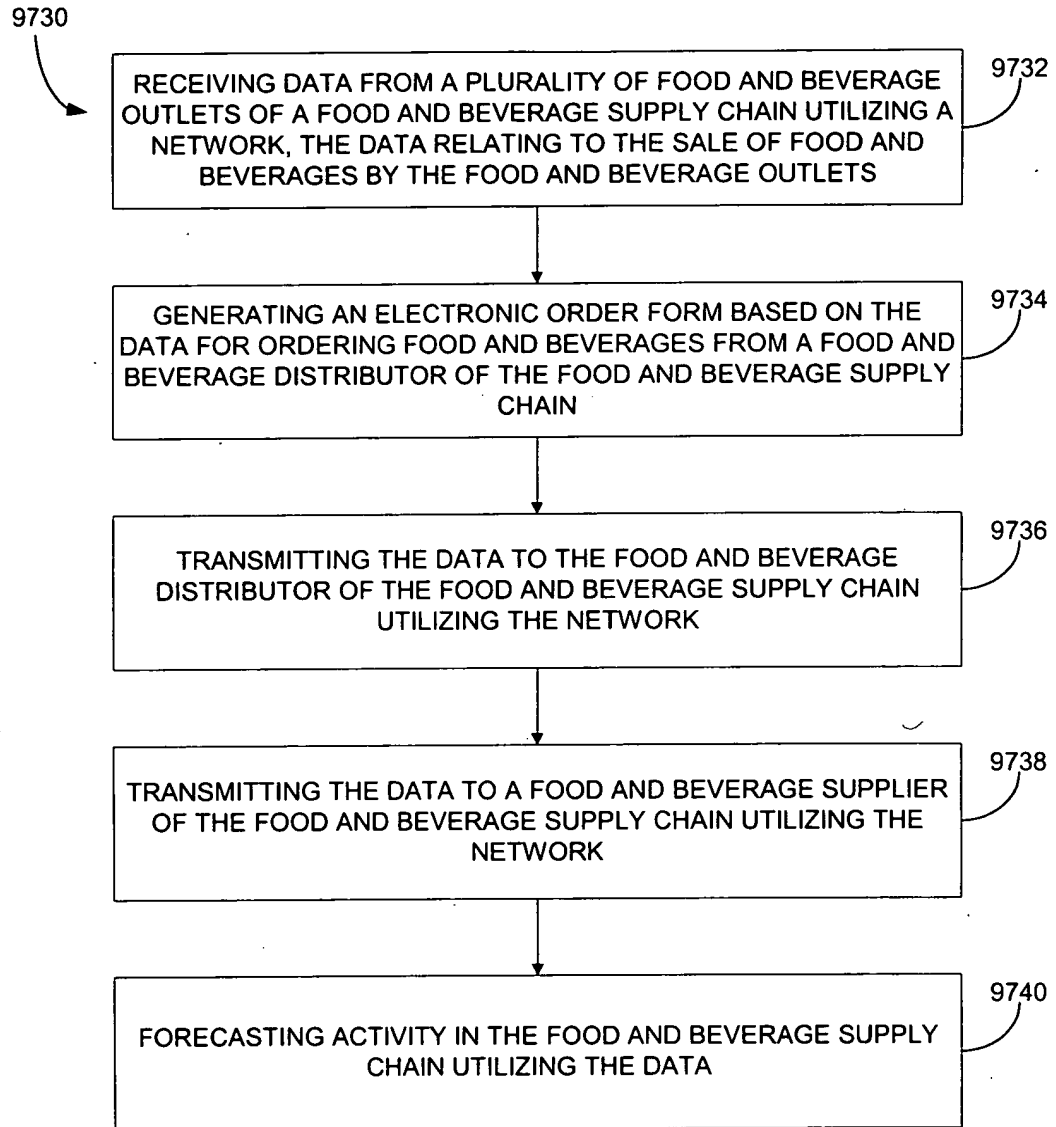 9730
RECEIVING DATA FROM A PLURALITY OF FOOD AND BEVERAGE
OUTLETS OF A FOOD AND BEVERAGE SUPPLY CHAIN UTILIZING A
NETWORK, THE DATA RELATING TO THE SALE OF FOOD AND
BEVERAGES BY THE FOOD AND BEVERAGE OUTLETS
9732
GENERATING AN ELECTRONIC ORDER FORM BASED ON THE
DATA FOR ORDERING FOOD AND BEVERAGES FROM A FOOD AND
BEVERAGE DISTRIBUTOR OF THE FOOD AND BEVERAGE SUPPLY
CHAIN
9734
TRANSMITTING THE DATA TO THE FOOD AND BEVERAGE
DISTRIBUTOR OF THE FOOD AND BEVERAGE SUPPLY CHAIN
UTILIZING THE NETWORK
9736
TRANSMITTING THE DATA TO A FOOD AND BEVERAGE SUPPLIER
OF THE FOOD AND BEVERAGE SUPPLY CHAIN UTILIZING THE
NETWORK
9738
FORECASTING ACTIVITY IN THE FOOD AND BEVERAGE SUPPLY
CHAIN UTILIZING THE DATA
9740